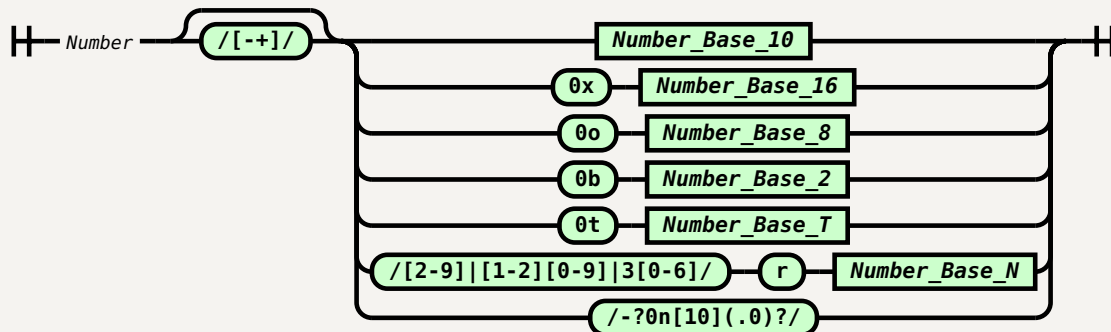 Number /[-+]/ Number_Base_10
0x Number_Base_16
0o Number_Base_8
0b Number_Base_2
0t Number_Base_T
/[2-9]|[1-2][0-9]|3[0-6]/ r Number_Base_N
/-?0n[10](.0)?/